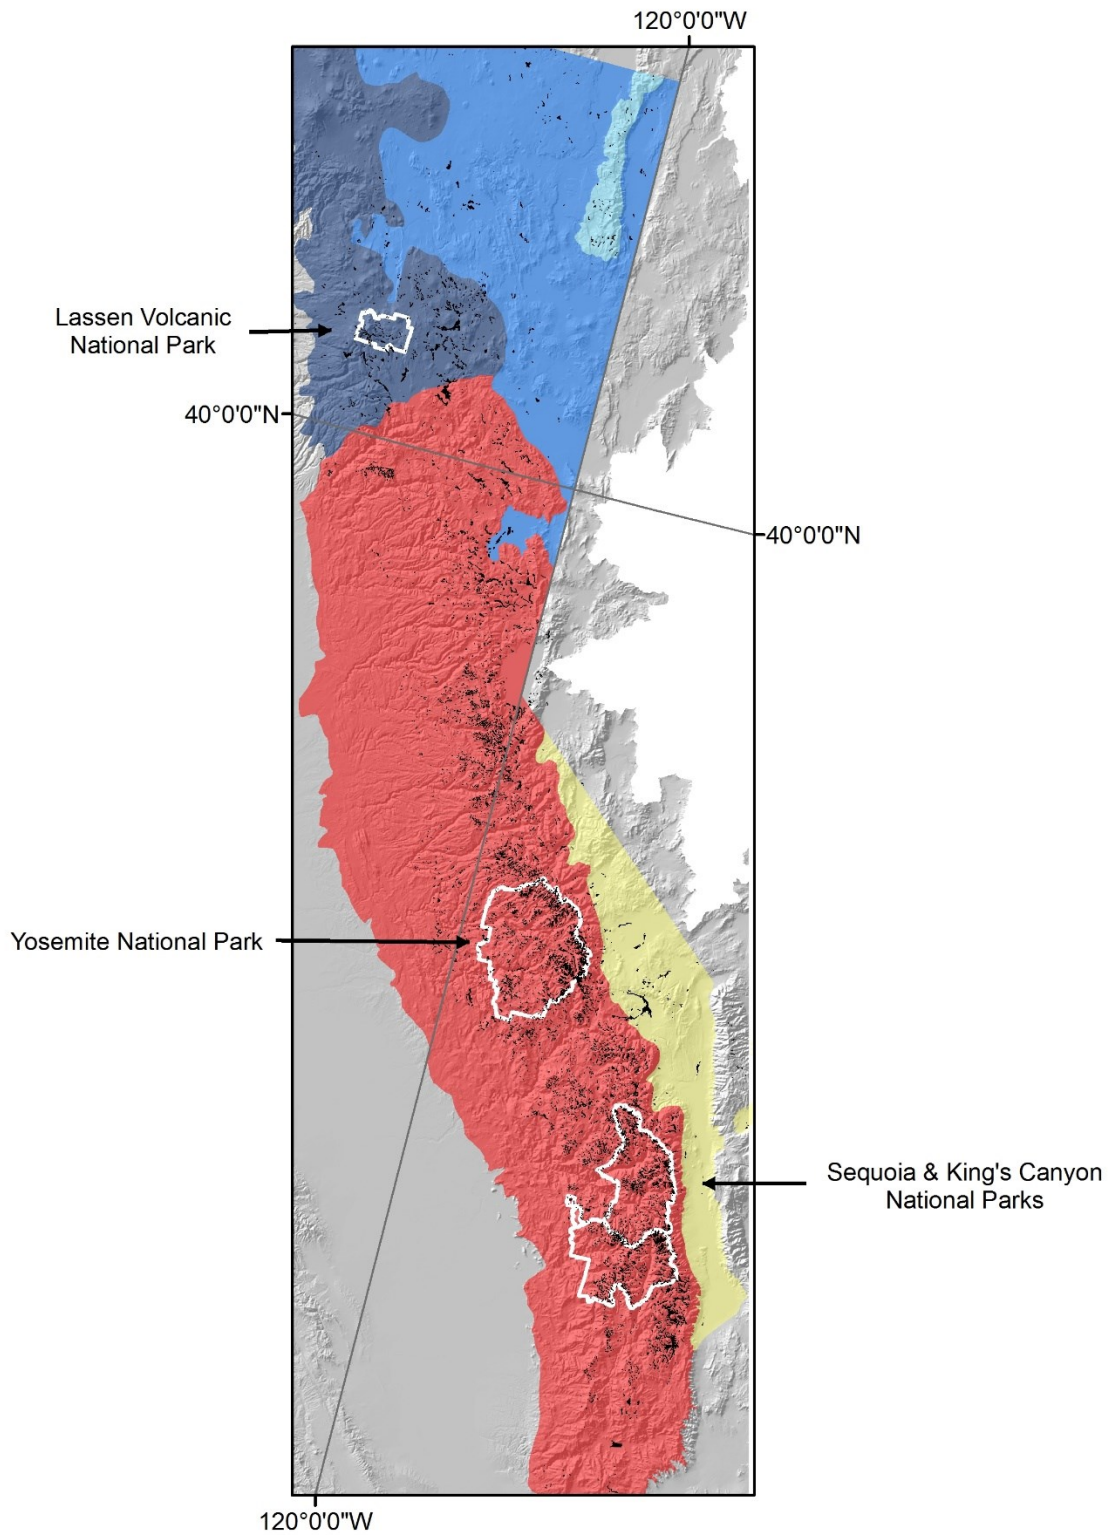 120°0'0"W
Lassen Volcanic
National Park
40°0'0"N
40°0'0"N
Yosemite National Park
Sequoia & King's Canyon
National Parks
120°0'0"W